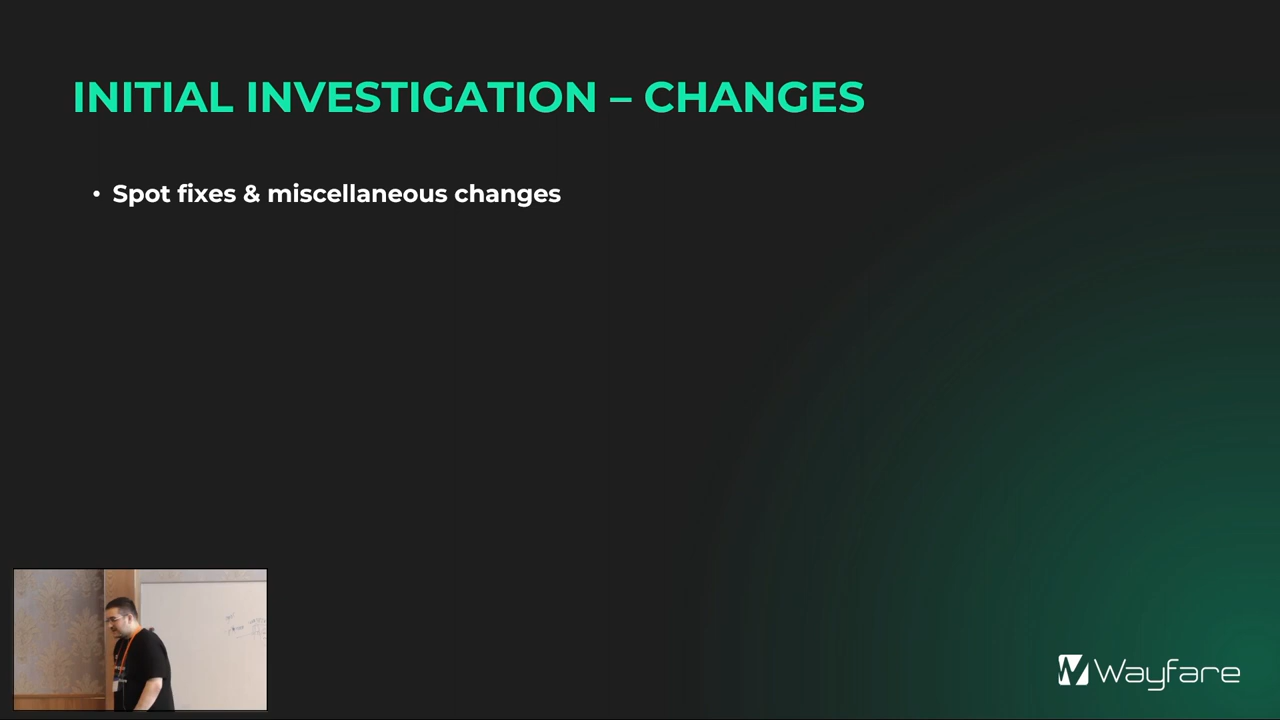 INITIAL INVESTIGATION – CHANGES
• Spot fixes & miscellaneous changes
Wayfare